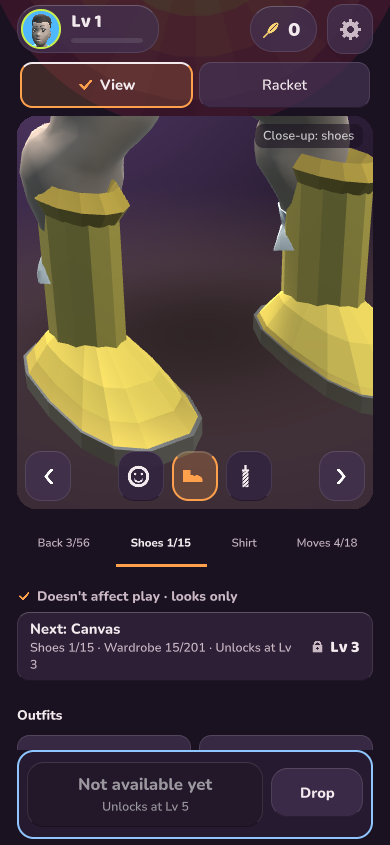 Lv 1
0
View
Racket
Close-up: shoes
Back 3/56
Shoes 1/15
Shirt
Moves 4/18
Doesn't affect play · looks only
Next: Canvas
Shoes 1/15 · Wardrobe 15/201 · Unlocks at Lv
3
Lv 3
Outfits
Not available yet
Unlocks at Lv 5
Drop